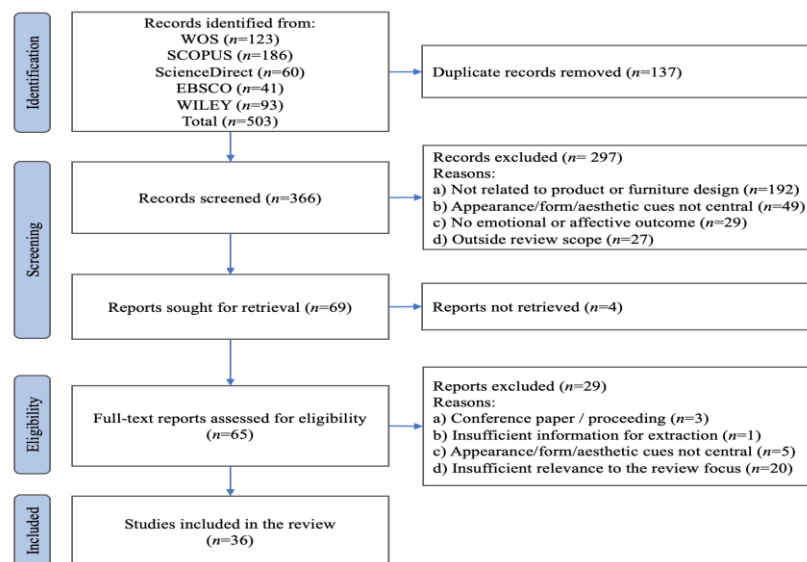 Identification
Records identified from:
WOS (n=123)
SCOPUS (n=186)
ScienceDirect (n=60)
EBSCO (n=41)
WILEY (n=93)
Total (n=503)
Duplicate records removed (n=137)
Screening
Records screened (n=366)
Records excluded (n= 297)
Reasons:
a) Not related to product or furniture design (n=192)
b) Appearance/form/aesthetic cues not central (n=49)
c) No emotional or affective outcome (n=29)
d) Outside review scope (n=27)
Reports sought for retrieval (n=69)
Reports not retrieved (n=4)
Eligibility
Full-text reports assessed for eligibility
(n=65)
Reports excluded (n=29)
Reasons:
a) Conference paper / proceeding (n=3)
b) Insufficient information for extraction (n=1)
c) Appearance/form/aesthetic cues not central (n=5)
d) Insufficient relevance to the review focus (n=20)
Included
Studies included in the review
(n=36)